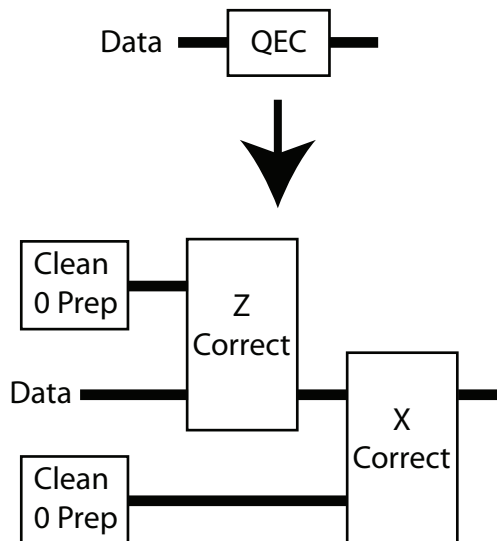 Data
QEC
Clean
0 Prep
Z
Correct
Data
X
Correct
Clean
0 Prep